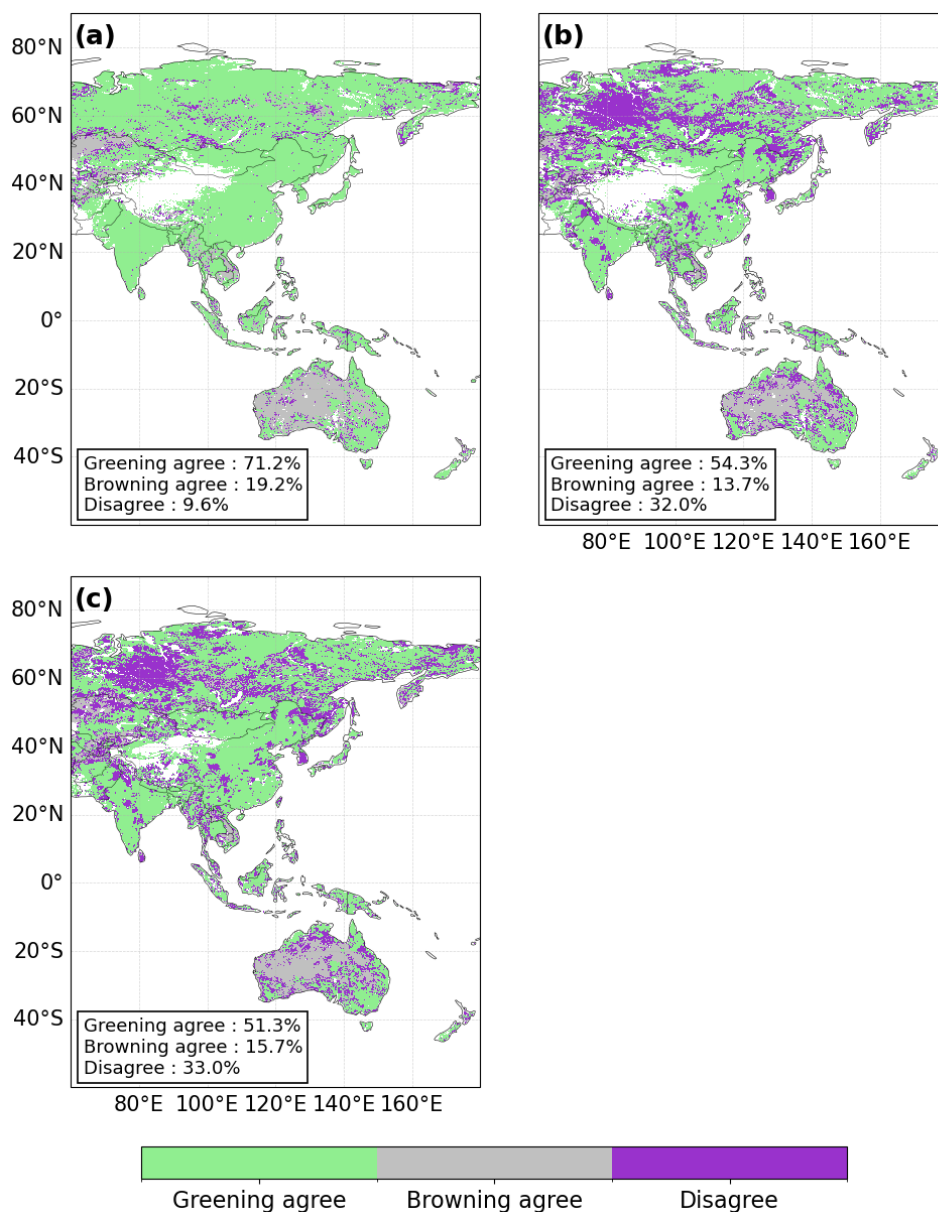 (a)
80°N
60°N
40°N
20°N
0°
20°S
40°S
Greening agree : 71.2%
Browning agree : 19.2%
Disagree : 9.6%
(b)
Greening agree : 54.3%
Browning agree : 13.7%
Disagree : 32.0%
80°E 100°E 120°E 140°E 160°E
(c)
80°N
60°N
40°N
20°N
0°
20°S
40°S
Greening agree : 51.3%
Browning agree : 15.7%
Disagree : 33.0%
80°E 100°E 120°E 140°E 160°E
Greening agree Browning agree Disagree